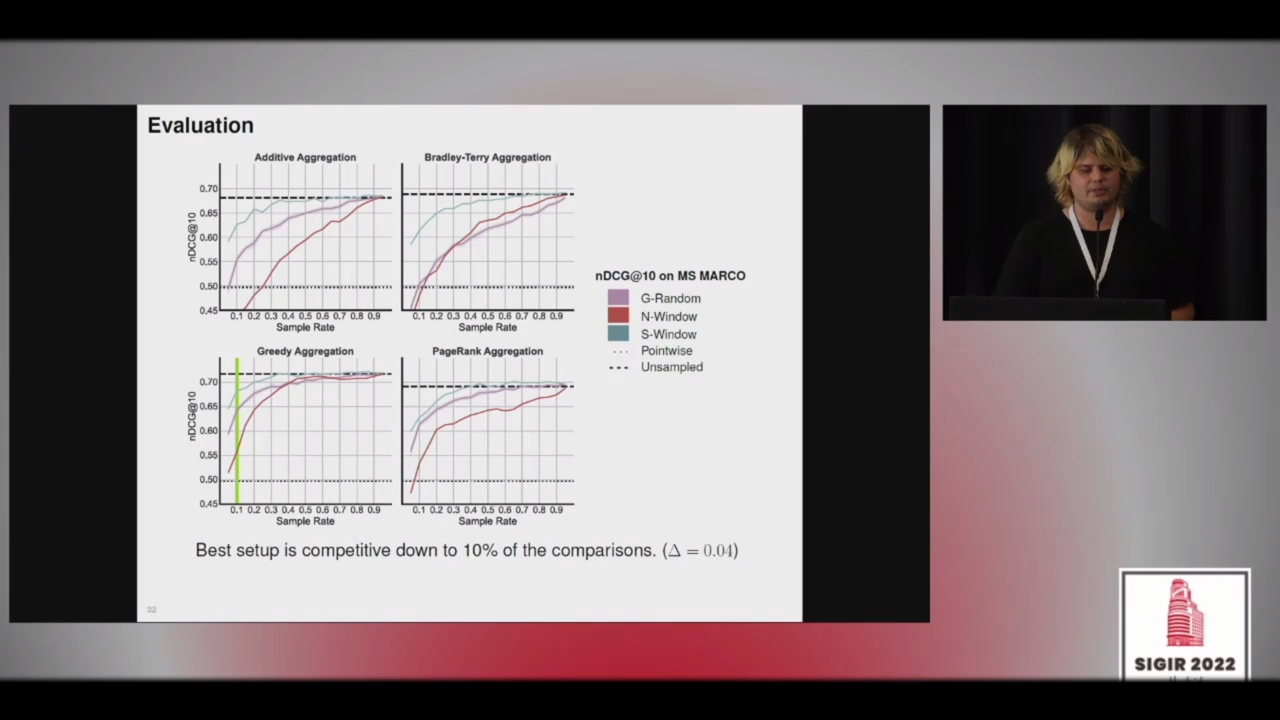 Evaluation
Additive Aggregation
Bradley-Terry Aggregation
nDCG@10
0.70
0.65
0.60
0.55
0.50
0.45
0.1 0.2 0.3 0.4 0.5 0.6 0.7 0.8 0.9
0.1 0.2 0.3 0.4 0.5 0.6 0.7 0.8 0.9
Sample Rate
Sample Rate
Greedy Aggregation
PageRank Aggregation
nDCG@10
0.70
0.65
0.60
0.55
0.50
0.45
0.1 0.2 0.3 0.4 0.5 0.6 0.7 0.8 0.9
0.1 0.2 0.3 0.4 0.5 0.6 0.7 0.8 0.9
Sample Rate
Sample Rate
nDCG@10 on MS MARCO
G-Random
N-Window
S-Window
Pointwise
Unsampled
Best setup is competitive down to 10% of the comparisons. (Δ = 0.04)
32
SIGIR 2022